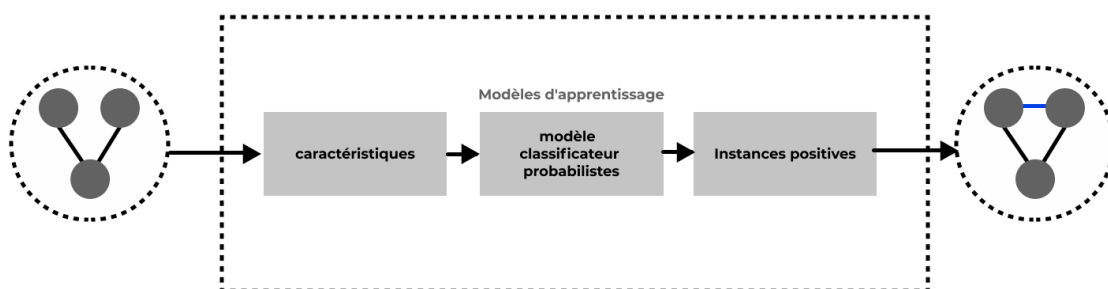 Modèles d'apprentissage
caractéristiques
modèle
classificateur
probabilistes
Instances positives